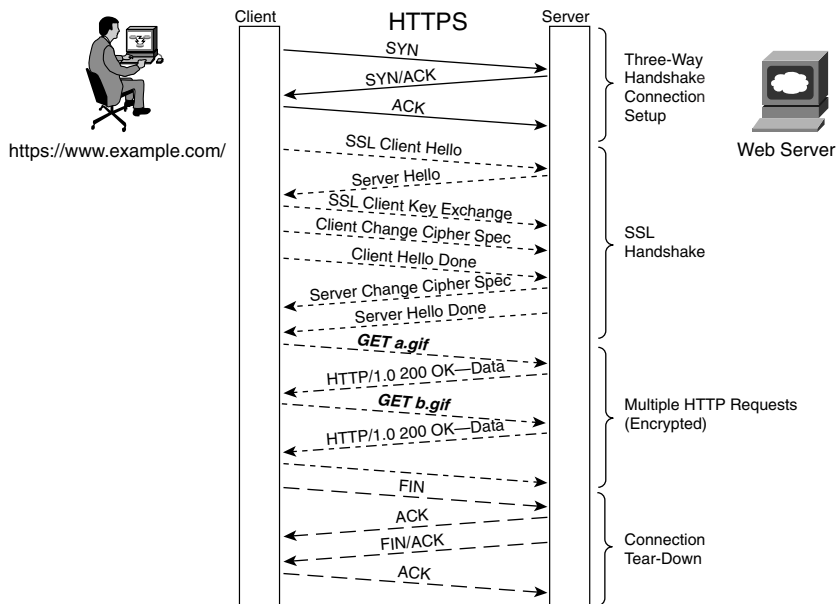 Client
HTTPS
Server
SYN
SYN/ACK
ACK
Three-Way
Handshake
Connection
Setup
https://www.example.com/
Web Server
SSL Client Hello
Server Hello
SSL Client Key Exchange
Client Change Cipher Spec
Client Hello Done
Server Change Cipher Spec
Server Hello Done
SSL
Handshake
GET a.gif
HTTP/1.0 200 OK—Data
GET b.gif
HTTP/1.0 200 OK—Data
Multiple HTTP Requests
(Encrypted)
FIN
ACK
FIN/ACK
ACK
Connection
Tear-Down